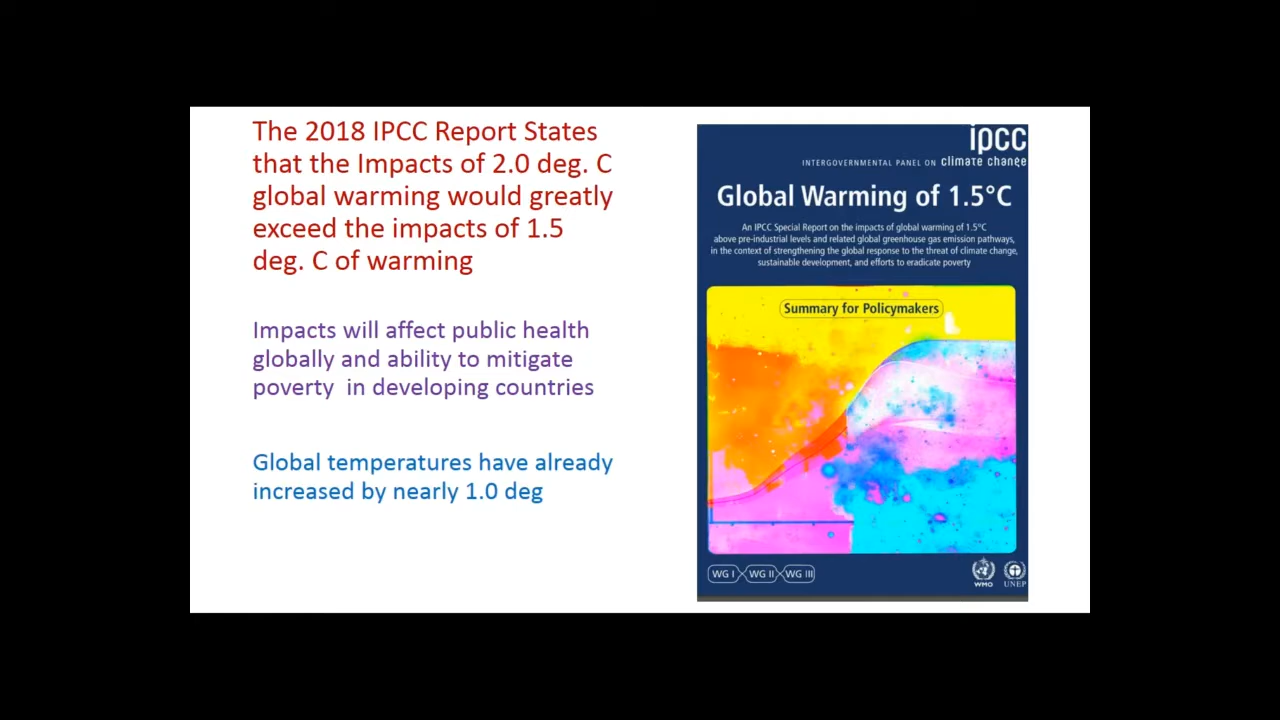 The 2018 IPCC Report States
that the Impacts of 2.0 deg. C
global warming would greatly
exceed the impacts of 1.5
deg. C of warming
Impacts will affect public health
globally and ability to mitigate
poverty in developing countries
Global temperatures have already
increased by nearly 1.0 deg
ipcc
INTERGOVERNMENTAL PANEL ON climate change
Global Warming of 1.5°C
An IPCC Special Report on the impacts of global warming of 1.5°C
above pre-industrial levels and related global greenhouse gas emission pathways,
in the context of strengthening the global response to the threat of climate change,
sustainable development, and efforts to eradicate poverty
Summary for Policymakers
WG I WG II WG III
WMO UNEP